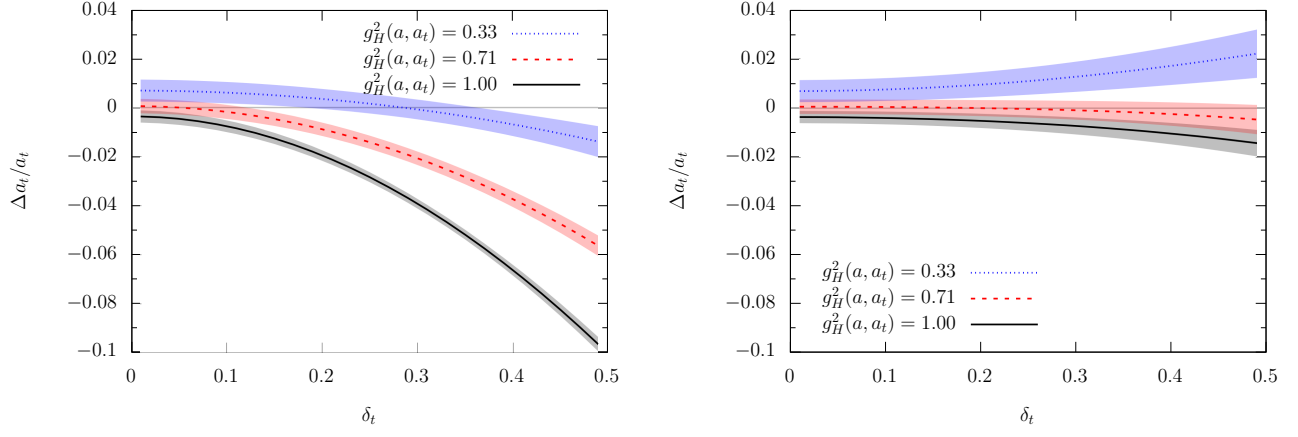 0.04
0.02
0
−0.02
−0.04
−0.06
−0.08
−0.1
0
0.1
0.2
0.3
0.4
0.5
Δa_t/a_t
δ_t
g_H^2(a, a_t) = 0.33
g_H^2(a, a_t) = 0.71
g_H^2(a, a_t) = 1.00
0.04
0.02
0
−0.02
−0.04
−0.06
−0.08
−0.1
0
0.1
0.2
0.3
0.4
0.5
Δa_t/a_t
δ_t
g_H^2(a, a_t) = 0.33
g_H^2(a, a_t) = 0.71
g_H^2(a, a_t) = 1.00